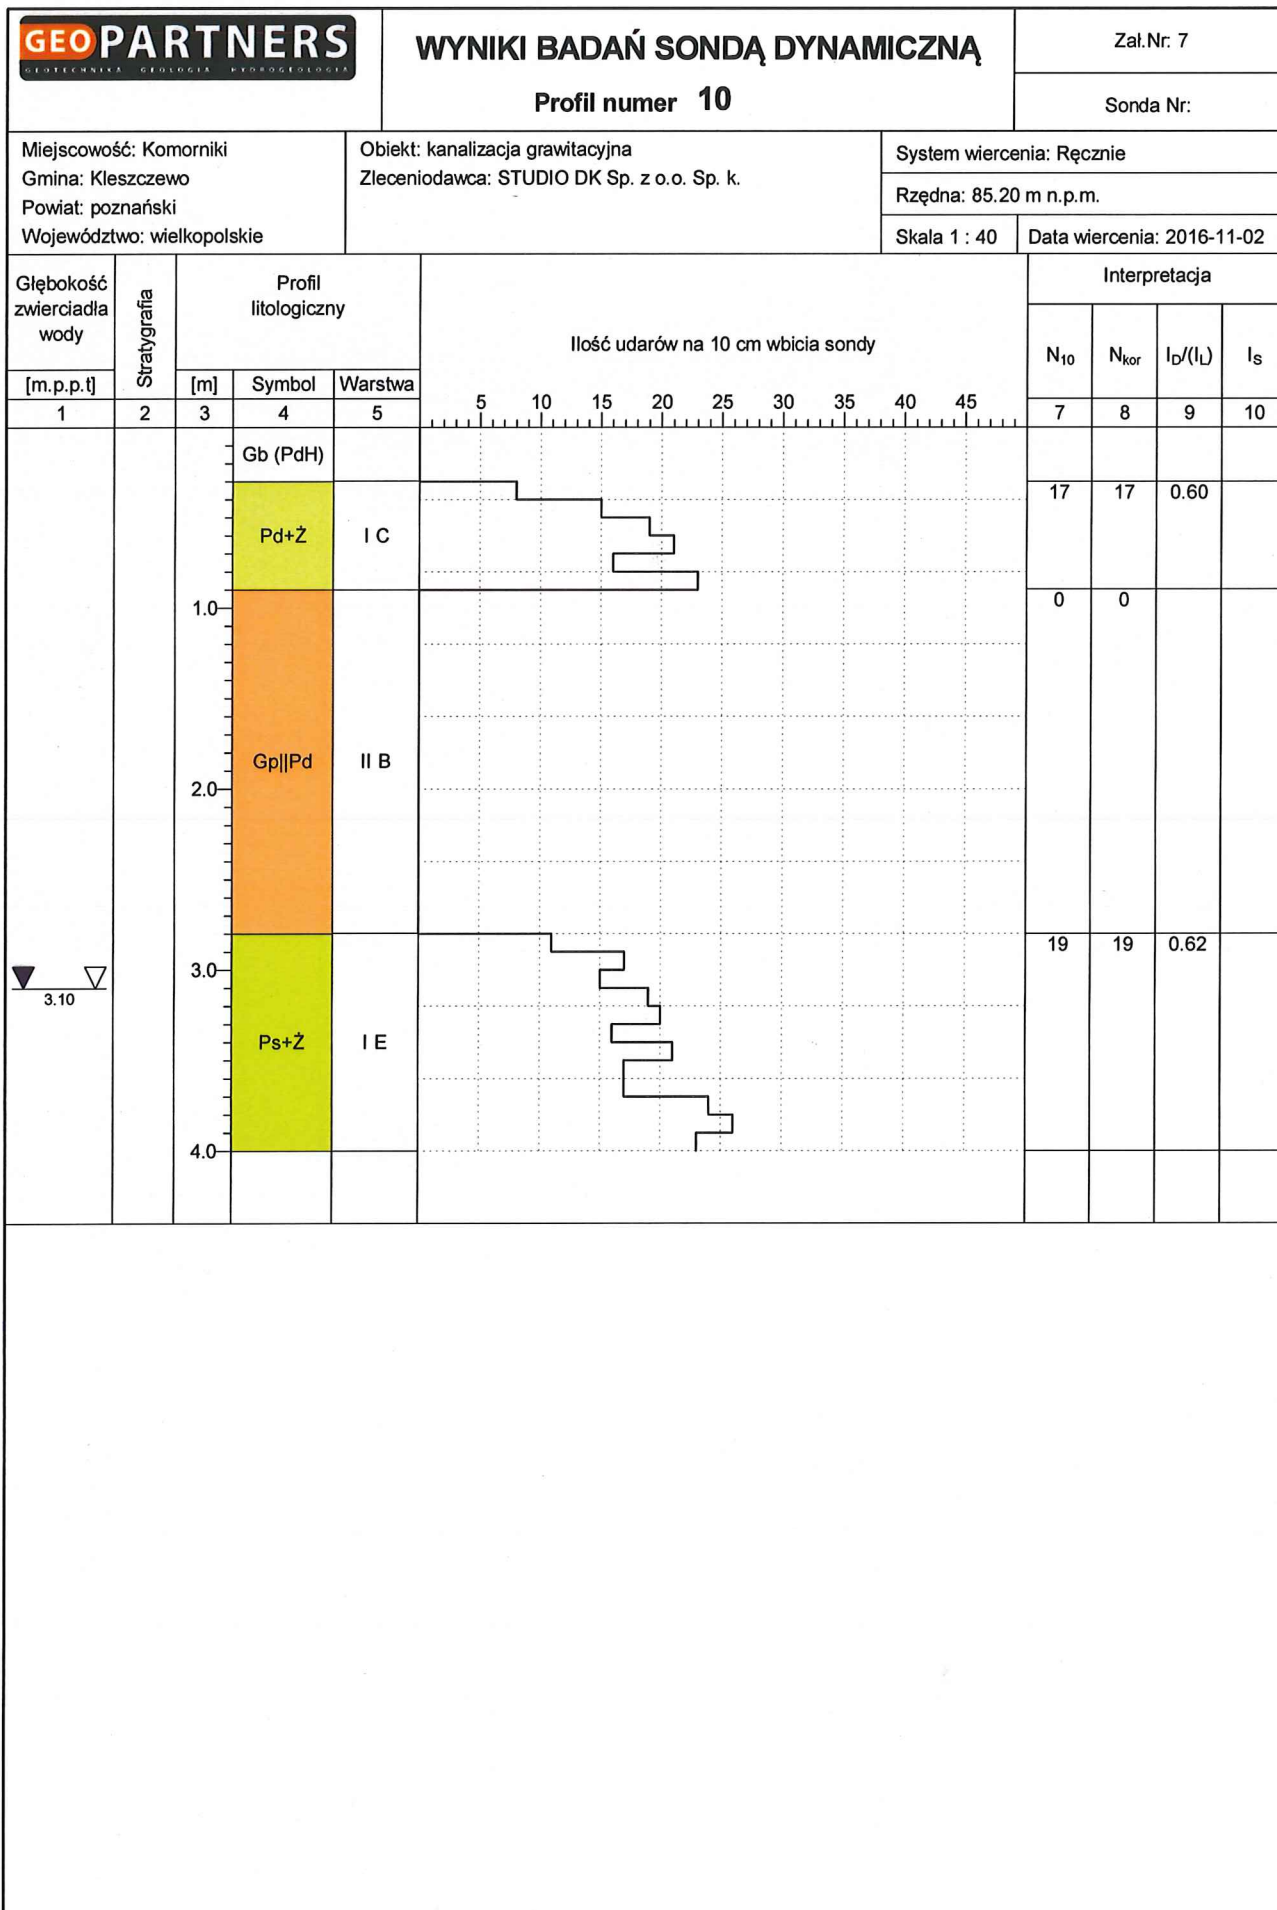 GEOPARTNERS
GEOTECHNIKA GEOLOGIA HYDROGEOLOGIA
WYNIKI BADAŃ SONDĄ DYNAMICZNĄ
Profil numer 10
Zał.Nr: 7
Sonda Nr:
Miejscowość: Komorniki
Gmina: Kleszczewo
Powiat: poznański
Województwo: wielkopolskie
Obiekt: kanalizacja grawitacyjna
Zleceniodawca: STUDIO DK Sp. z o.o. Sp. k.
System wiercenia: Ręcznie
Rzędna: 85.20 m n.p.m.
Skala 1 : 40
Data wiercenia: 2016-11-02
Głębokość
zwierciadła
wody
[m.p.p.t]
Stratygrafia
Profil
litologiczny
[m] Symbol Warstwa
Ilość udarów na 10 cm wbicia sondy
5 10 15 20 25 30 35 40 45
Interpretacja
N10 Nkor ID/(IL) IS
1 2 3 4 5 7 8 9 10
Gb (PdH)
17 17 0.60
Pd+Ż I C
1.0
0 0
Gp||Pd II B
2.0
19 19 0.62
3.0
3.10
Ps+Ż I E
4.0